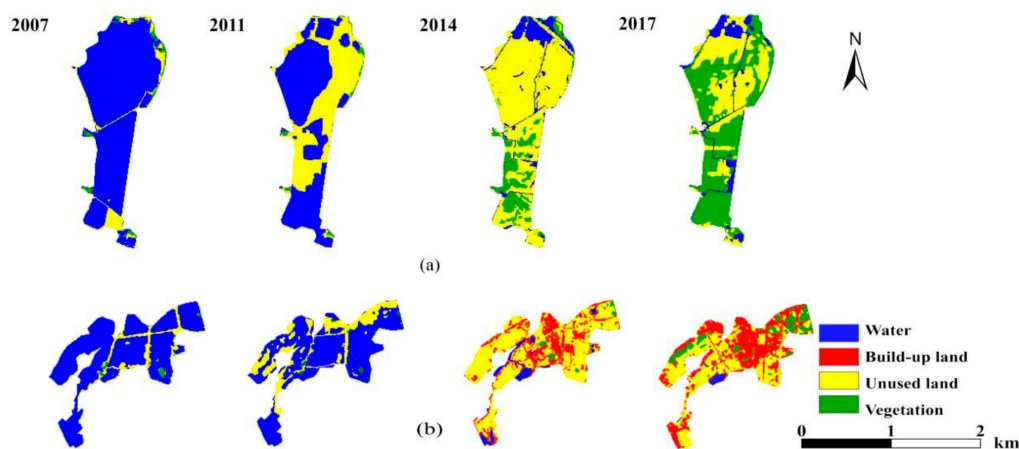 2007 2011 2014 2017
N
(a)
Water
Build-up land
Unused land
Vegetation
(b)
0 1 2
km